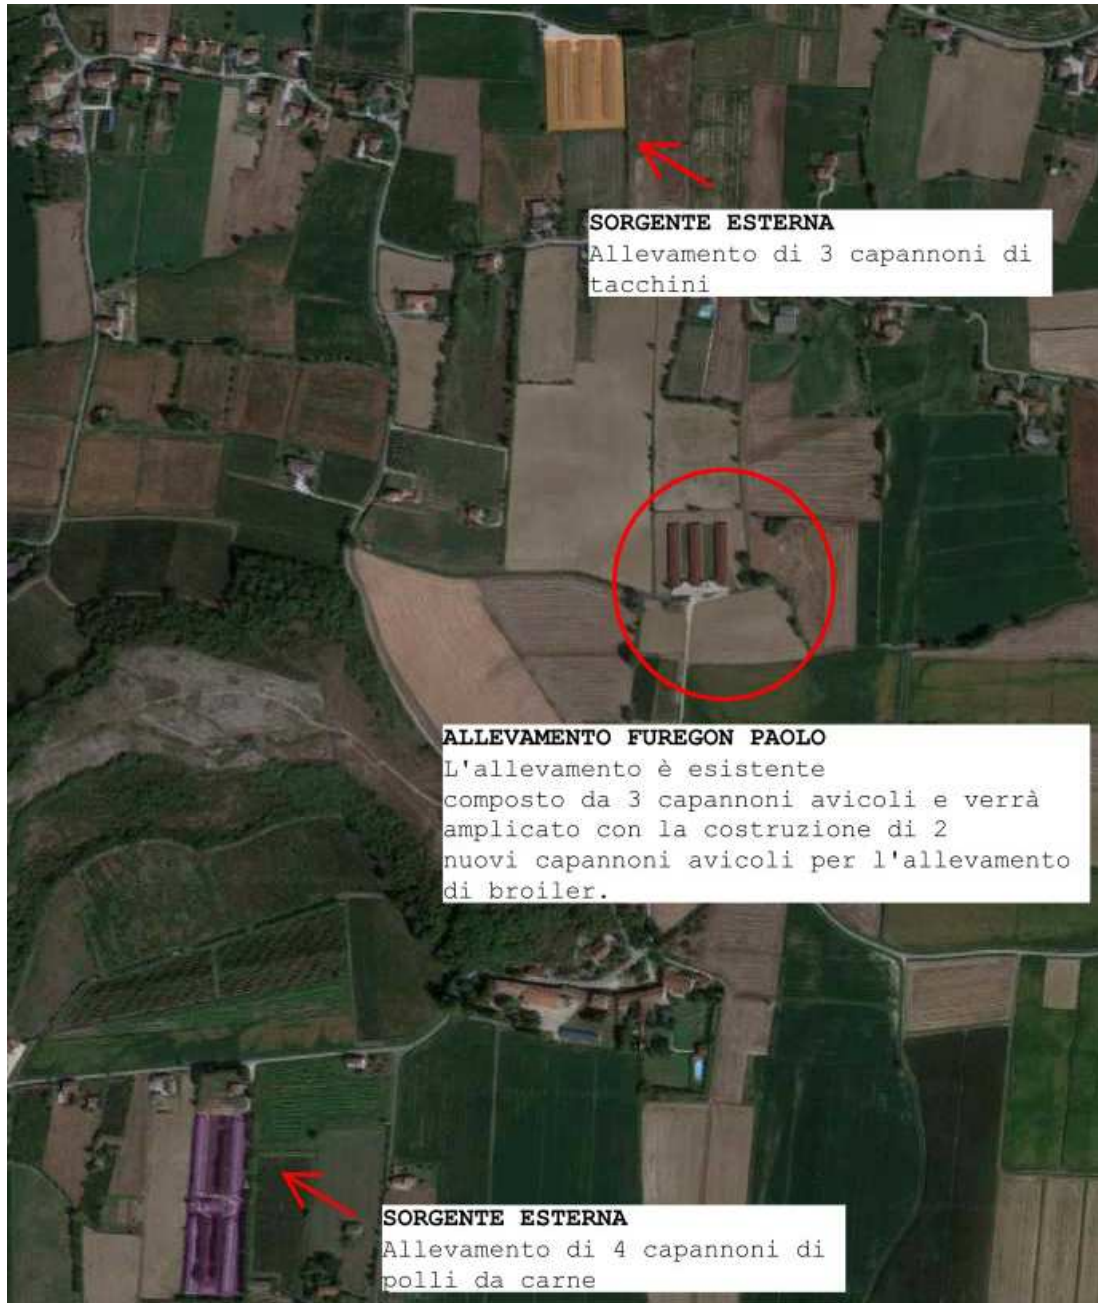 SORGENTE ESTERNA
Allevamento di 3 capannoni di
tacchini
ALLEVAMENTO FUREGON PAOLO
L'allevamento è esistente
composto da 3 capannoni avicoli e verrà
amplicato con la costruzione di 2
nuovi capannoni avicoli per l'allevamento
di broiler.
SORGENTE ESTERNA
Allevamento di 4 capannoni di
polli da carne